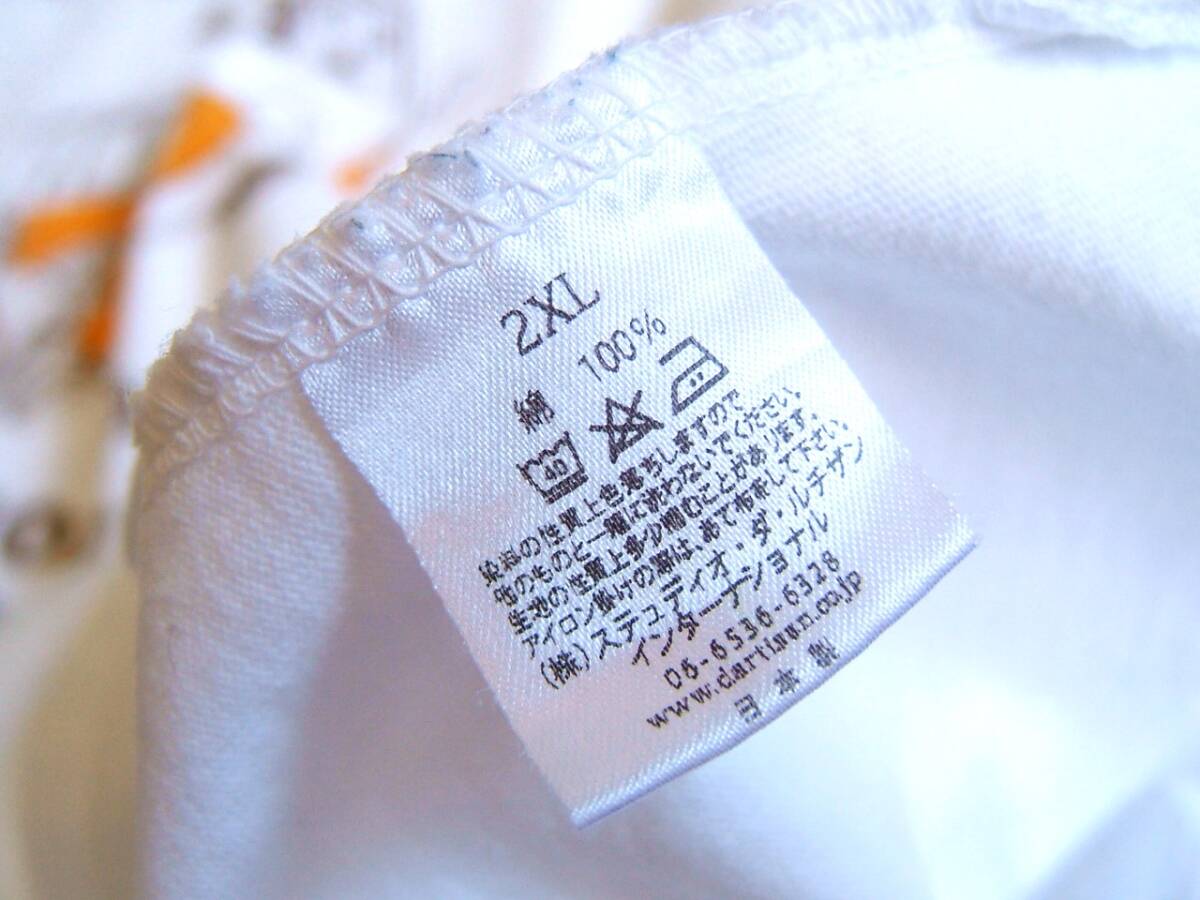 2XL
綿 100%
40
染料の性質上色落ちしますので
他のものと一緒に洗わないでください。
生地の性質上多少縮むことがあります。
アイロン掛けの際は、あて布をして下さい。
(株)ステュディオ・ダ・ルチザン
インターナショナル
06-6536-6328
www.dartisan.co.jp
日本製